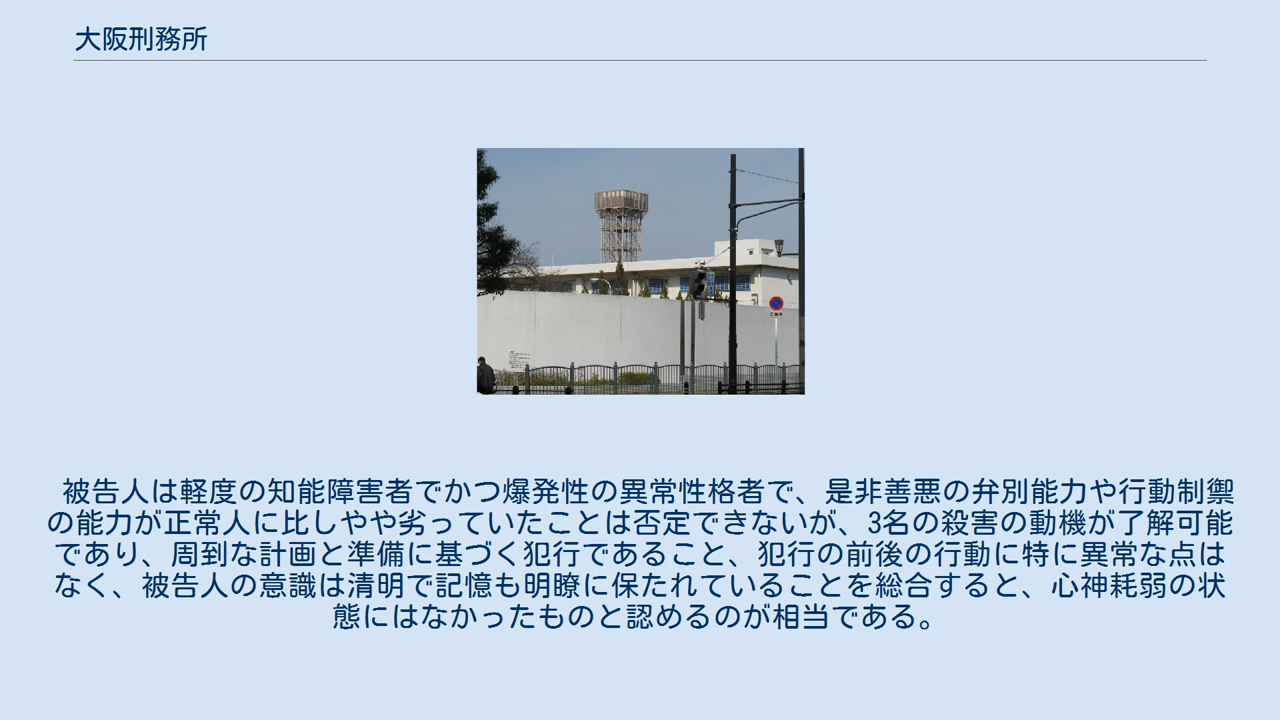 大阪刑務所
被告人は軽度の知能障害者でかつ爆発性の異常性格者で、是非善悪の弁別能力や行動制禦
の能力が正常人に比しやや劣っていたことは否定できないが、3名の殺害の動機が了解可能
であり、周到な計画と準備に基づく犯行であること、犯行の前後の行動に特に異常な点は
なく、被告人の意識は清明で記憶も明瞭に保たれていることを総合すると、心神耗弱の状
態にはなかったものと認めるのが相当である。